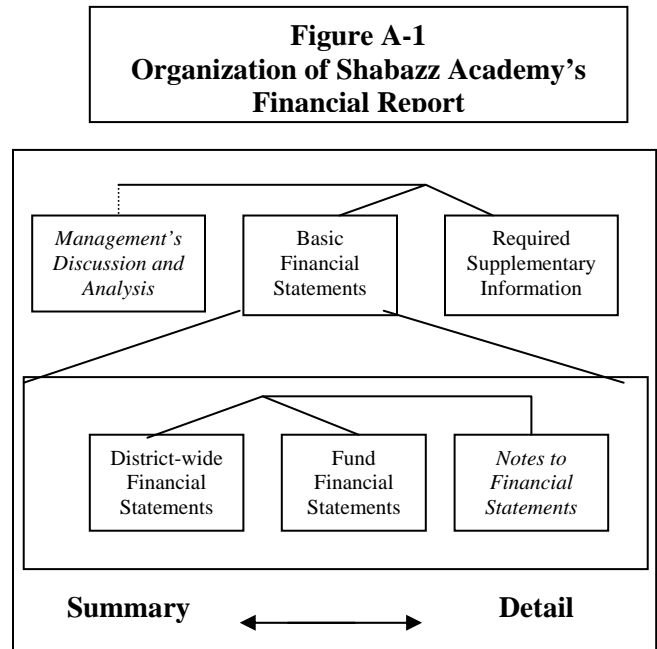 Figure A-1
Organization of Shabazz Academy’s
Financial Report
Management’s
Discussion and
Analysis
Basic
Financial
Statements
Required
Supplementary
Information
District-wide
Financial
Statements
Fund
Financial
Statements
Notes to
Financial
Statements
Summary
Detail